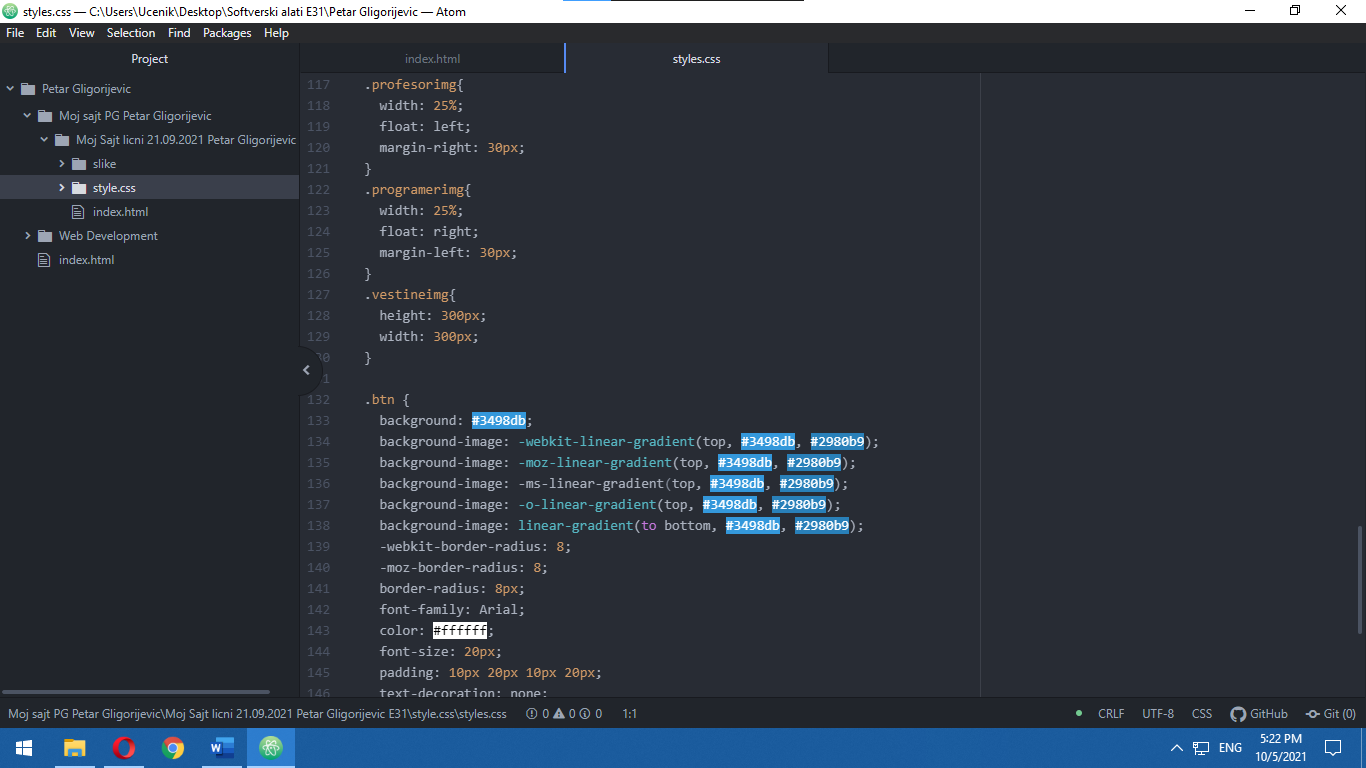 styles.css — C:\Users\Ucenik\Desktop\Softverski alati E31\Petar Gligorijevic — Atom
File Edit View Selection Find Packages Help
Project
Petar Gligorijevic
Moj sajt PG Petar Gligorijevic
Moj Sajt licni 21.09.2021 Petar Gligorijevic
slike
style.css
index.html
Web Development
index.html
index.html styles.css
117 .profesorimg{
118 width: 25%;
119 float: left;
120 margin-right: 30px;
121 }
122 .programerimg{
123 width: 25%;
124 float: right;
125 margin-left: 30px;
126 }
127 .vestineimg{
128 height: 300px;
129 width: 300px;
}
132 .btn {
133 background: #3498db;
134 background-image: -webkit-linear-gradient(top, #3498db, #2980b9);
135 background-image: -moz-linear-gradient(top, #3498db, #2980b9);
136 background-image: -ms-linear-gradient(top, #3498db, #2980b9);
137 background-image: -o-linear-gradient(top, #3498db, #2980b9);
138 background-image: linear-gradient(to bottom, #3498db, #2980b9);
139 -webkit-border-radius: 8;
140 -moz-border-radius: 8;
141 border-radius: 8px;
142 font-family: Arial;
143 color: #ffffff;
144 font-size: 20px;
145 padding: 10px 20px 10px 20px;
146 text-decoration: none;
Moj sajt PG Petar Gligorijevic\Moj Sajt licni 21.09.2021 Petar Gligorijevic E31\style.css\styles.css 0 0 0 1:1 CRLF UTF-8 CSS GitHub Git (0)
ENG 5:22 PM
10/5/2021